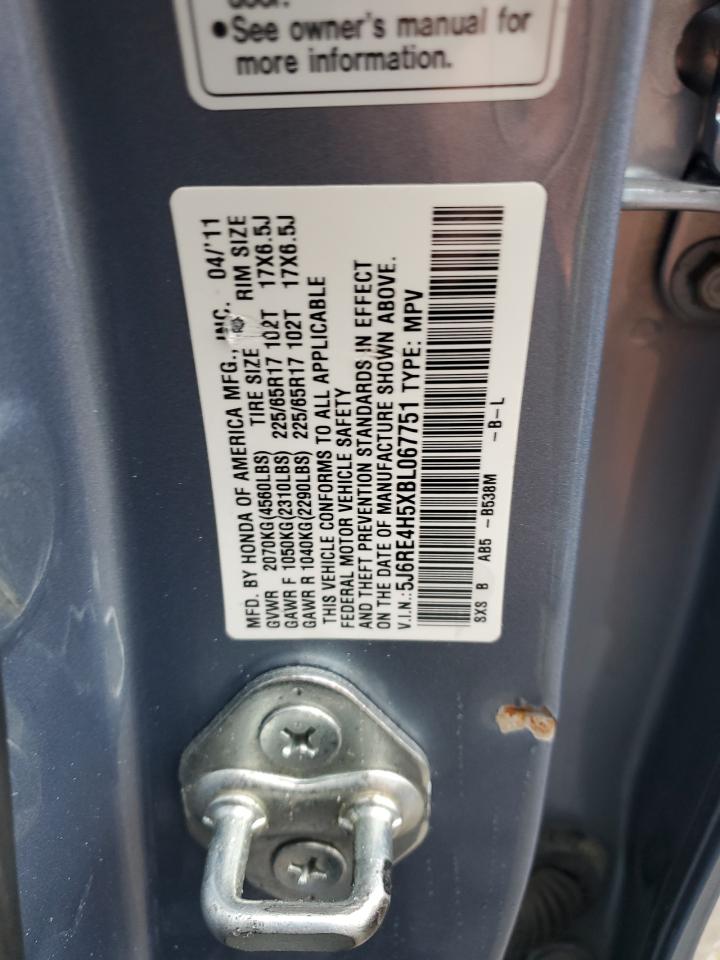 ●See owner's manual for
more information.
MFD. BY HONDA OF AMERICA MFG., INC. 04/'11
GVWR 2070KG(4560LBS) TIRE SIZE RIM SIZE
GAWR F 1050KG(2310LBS) 225/65R17 102T 17X6.5J
GAWR R 1040KG(2290LBS) 225/65R17 102T 17X6.5J
THIS VEHICLE CONFORMS TO ALL APPLICABLE
FEDERAL MOTOR VEHICLE SAFETY
AND THEFT PREVENTION STANDARDS IN EFFECT
ON THE DATE OF MANUFACTURE SHOWN ABOVE.
V.I.N.:5J6RE4H5XBL067751 TYPE: MPV
SXS B AB5 -B538M -B-L